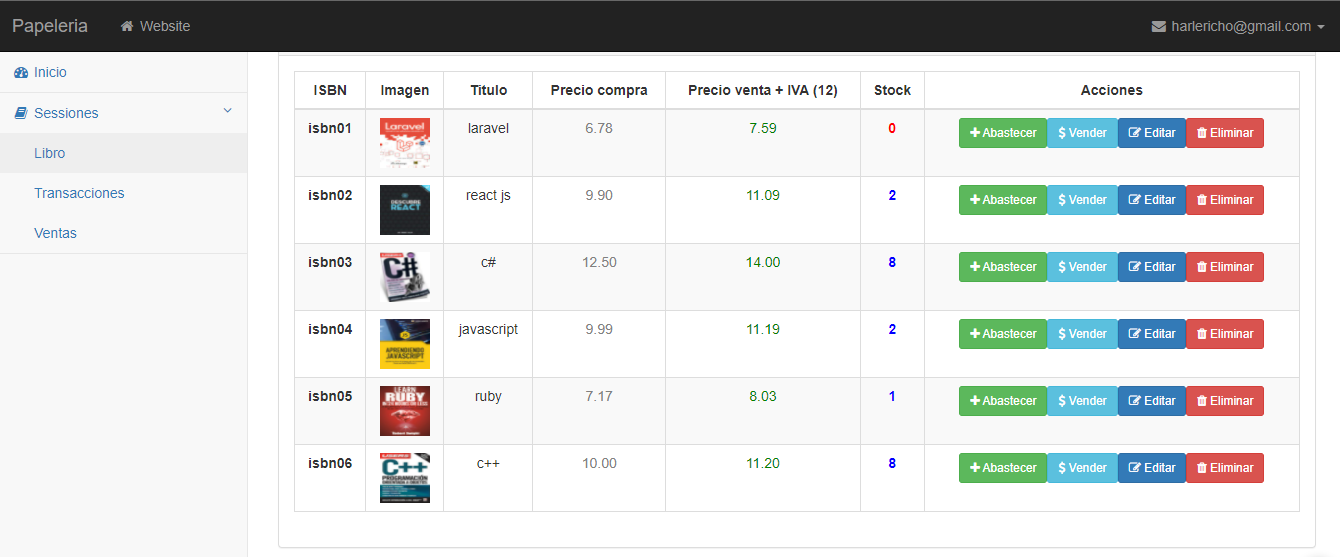 Papeleria Website harlericho@gmail.com
Inicio
Sessiones
Libro
Transacciones
Ventas
ISBN Imagen Titulo Precio compra Precio venta + IVA (12) Stock Acciones
isbn01 laravel 6.78 7.59 0 Abastecer $ Vender Editar Eliminar
Laravel
isbn02 react js 9.90 11.09 2 Abastecer $ Vender Editar Eliminar
DESCUBRE
REACT
isbn03 c# 12.50 14.00 8 Abastecer $ Vender Editar Eliminar
C#
isbn04 javascript 9.99 11.19 2 Abastecer $ Vender Editar Eliminar
APRENDIENDO
JAVASCRIPT
isbn05 ruby 7.17 8.03 1 Abastecer $ Vender Editar Eliminar
LEARN
RUBY
isbn06 c++ 10.00 11.20 8 Abastecer $ Vender Editar Eliminar
C++
PROGRAMACIÓN